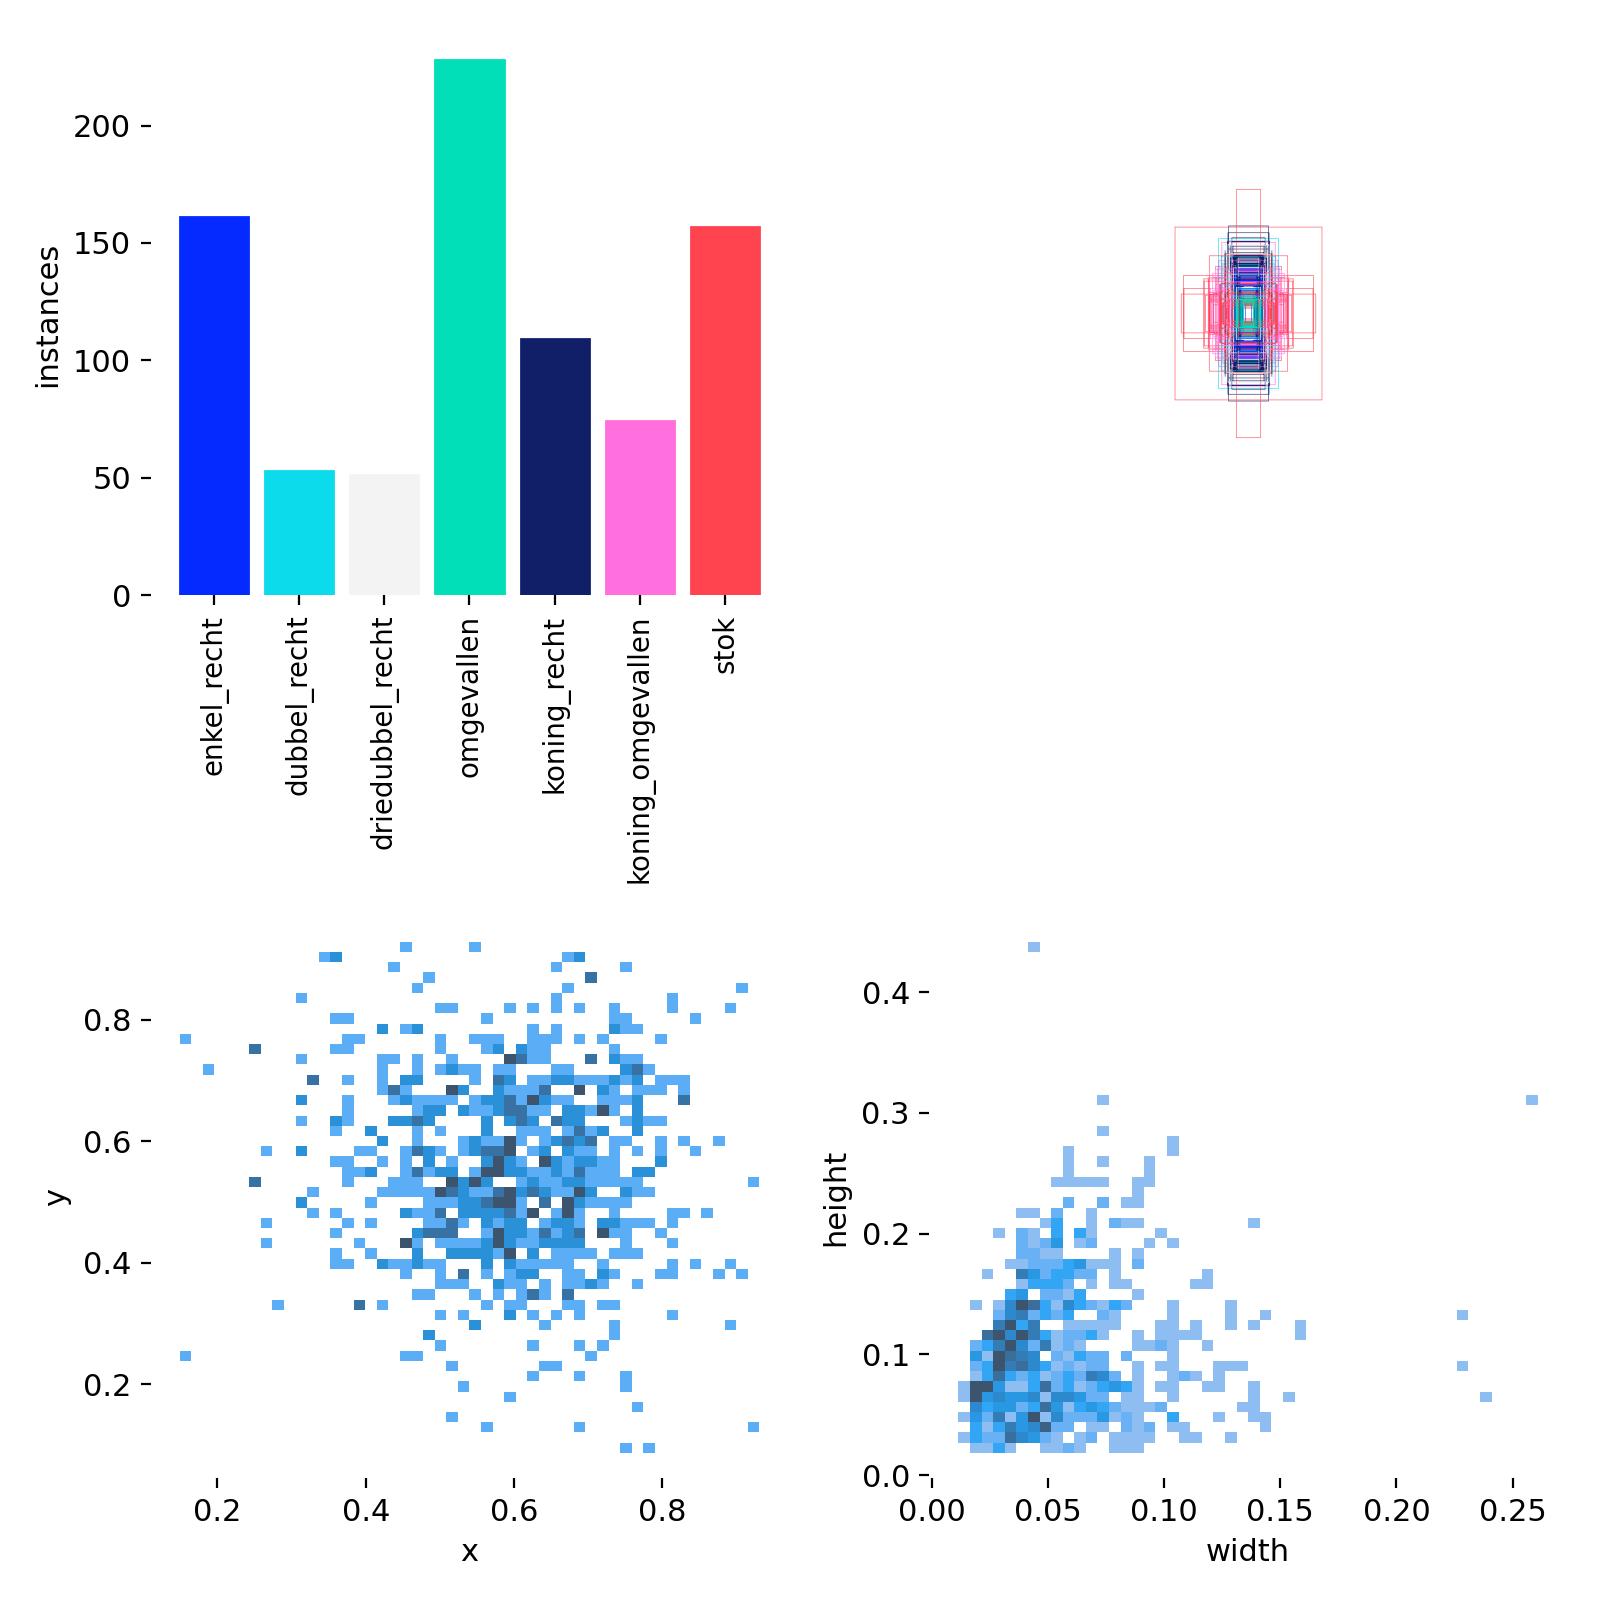 200
150
100
50
0
instances
enkel_recht
dubbel_recht
driedubbel_recht
omgevallen
koning_recht
koning_omgevallen
stok
0.8
0.6
0.4
0.2
y
0.2 0.4 0.6 0.8
x
0.4
0.3
0.2
0.1
0.0
height
0.00 0.05 0.10 0.15 0.20 0.25
width